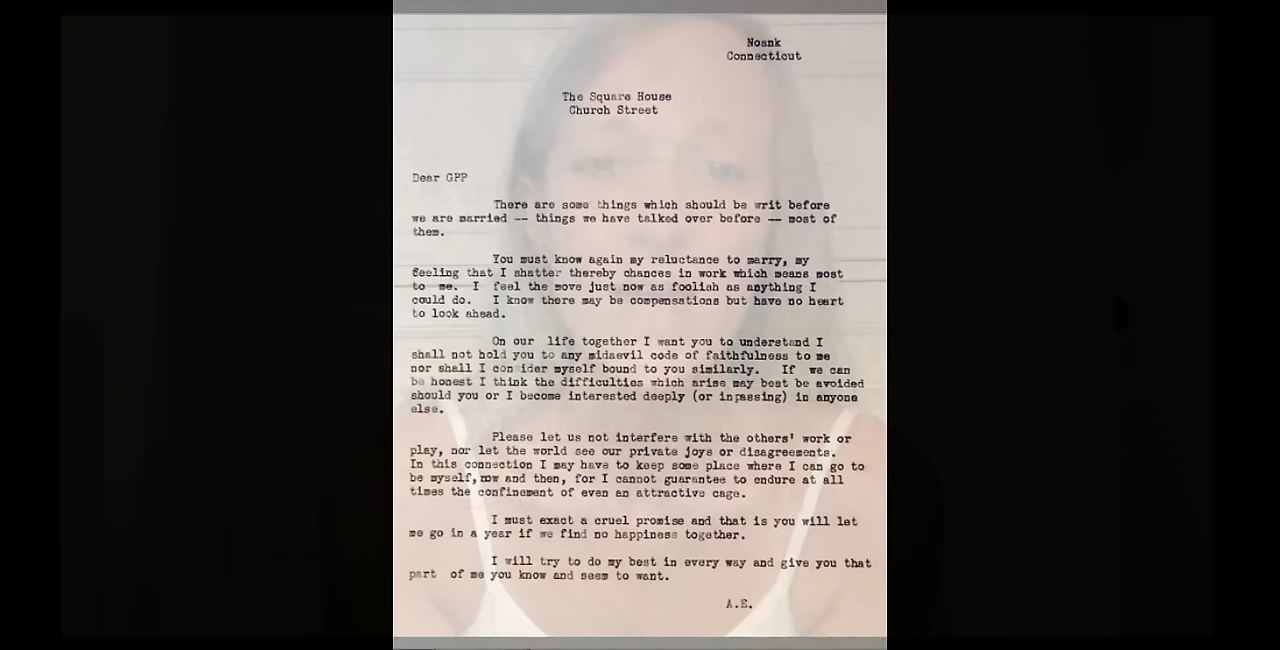 Noank
Connecticut
The Square House
Church Street
Dear GPP
There are some things which should be writ before
we are married -- things we have talked over before -- most of
them.
You must know again my reluctance to marry, my
feeling that I shatter thereby chances in work which means most
to me. I feel the move just now as foolish as anything I
could do. I know there may be compensations but have no heart
to look ahead.
On our life together I want you to understand I
shall not hold you to any midaevil code of faithfulness to me
nor shall I con ider myself bound to you similarly. If we can
be honest I think the difficulties which arise may best be avoided
should you or I become interested deeply (or in passing) in anyone
else.
Please let us not interfere with the others' work or
play, nor let the world see our private joys or disagreements.
In this connection I may have to keep some place where I can go to
be myself, now and then, for I cannot guarantee to endure at all
times the confinement of even an attractive cage.
I must exact a cruel promise and that is you will let
me go in a year if we find no happiness together.
I will try to do my best in every way and give you that
part of me you know and seem to want.
A.E.